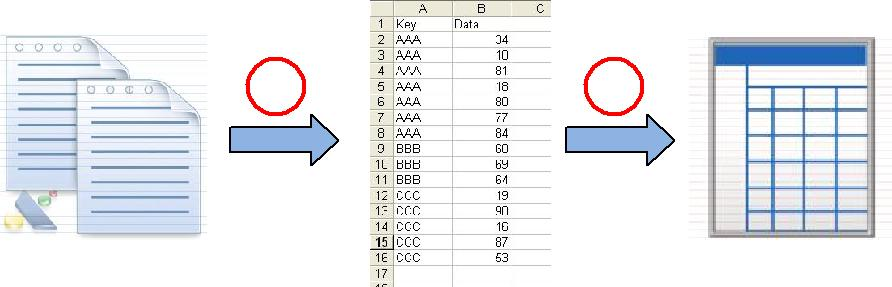 A B C
1 Key Data
2 AAA 34
3 AAA 10
4 AAA 81
5 AAA 18
6 AAA 80
7 AAA 77
8 AAA 84
9 BBB 60
10 BBB 69
11 BBB 64
12 CCC 19
13 CCC 90
14 CCC 16
15 CCC 87
16 CCC 53
17